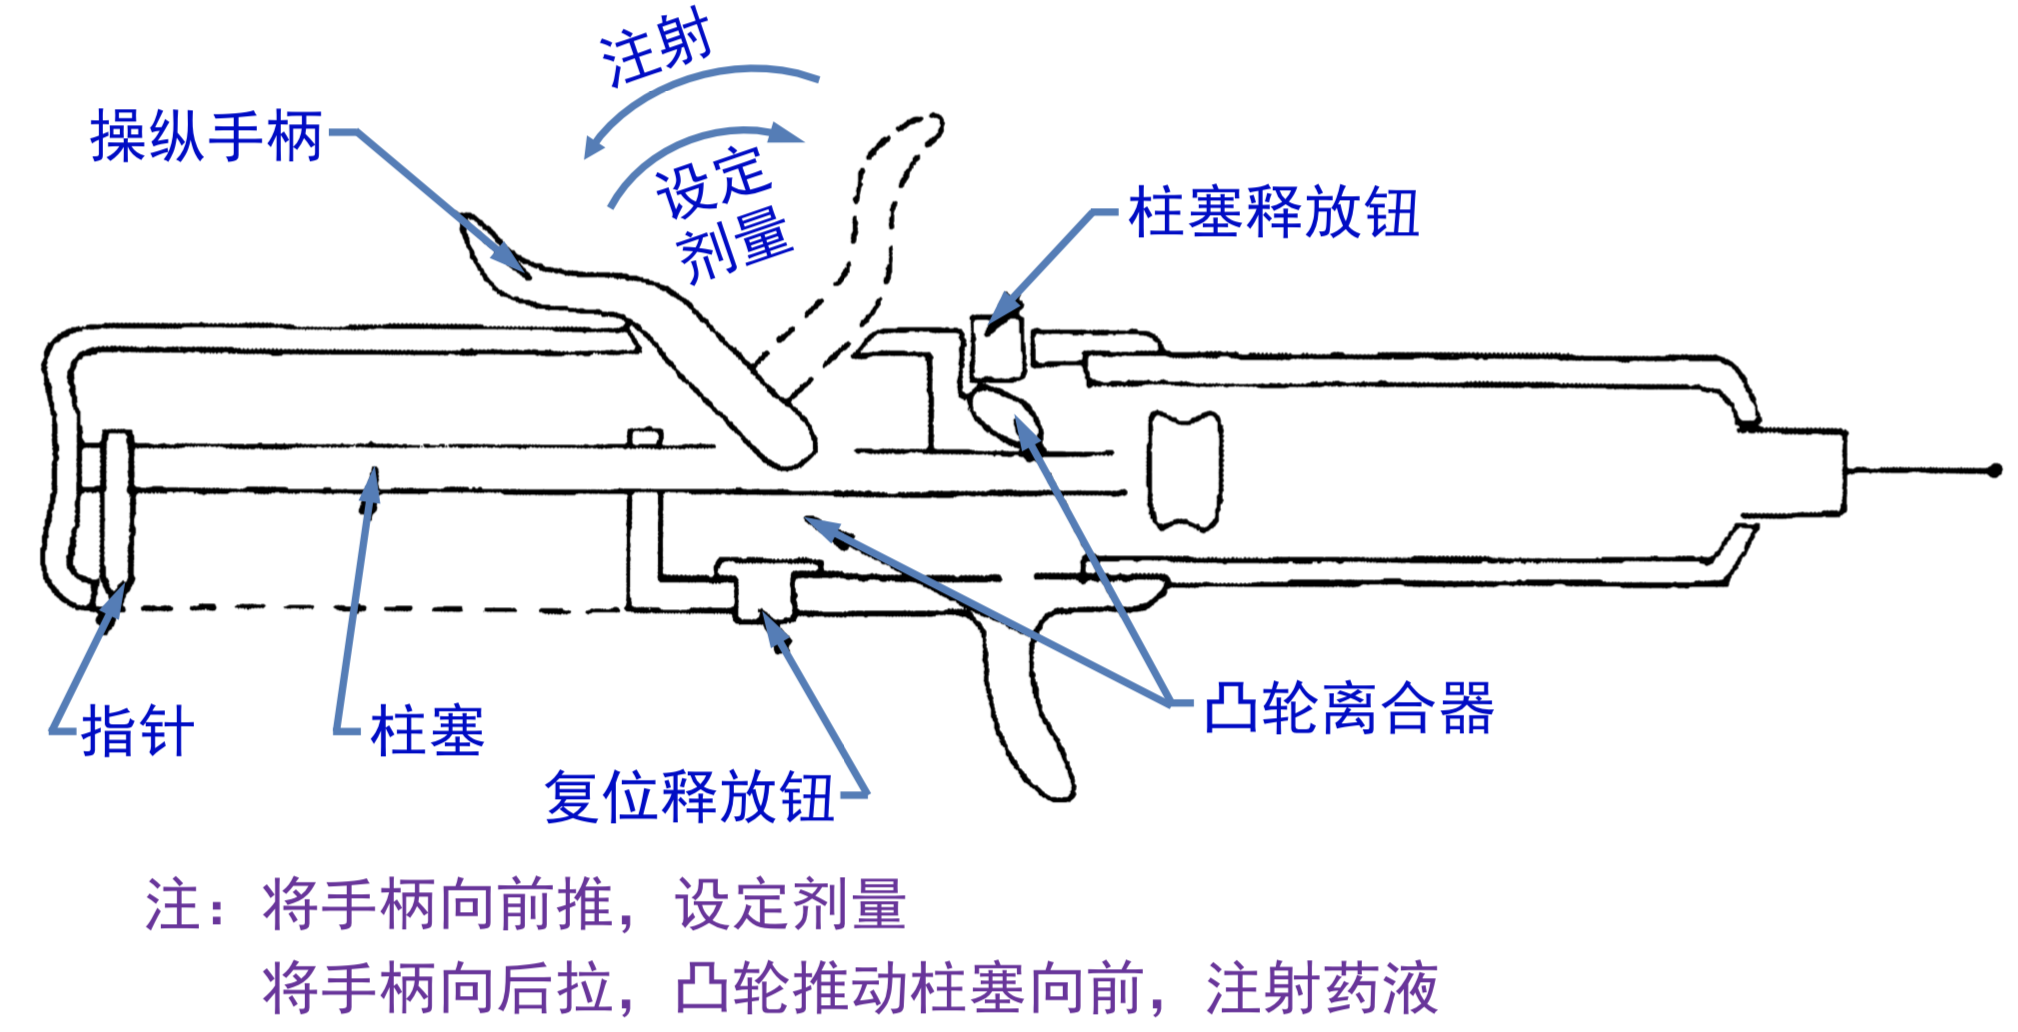 注射
操纵手柄
设定
剂量
柱塞释放钮
指针
柱塞
凸轮离合器
复位释放钮
注：将手柄向前推，设定剂量
将手柄向后拉，凸轮推动柱塞向前，注射药液